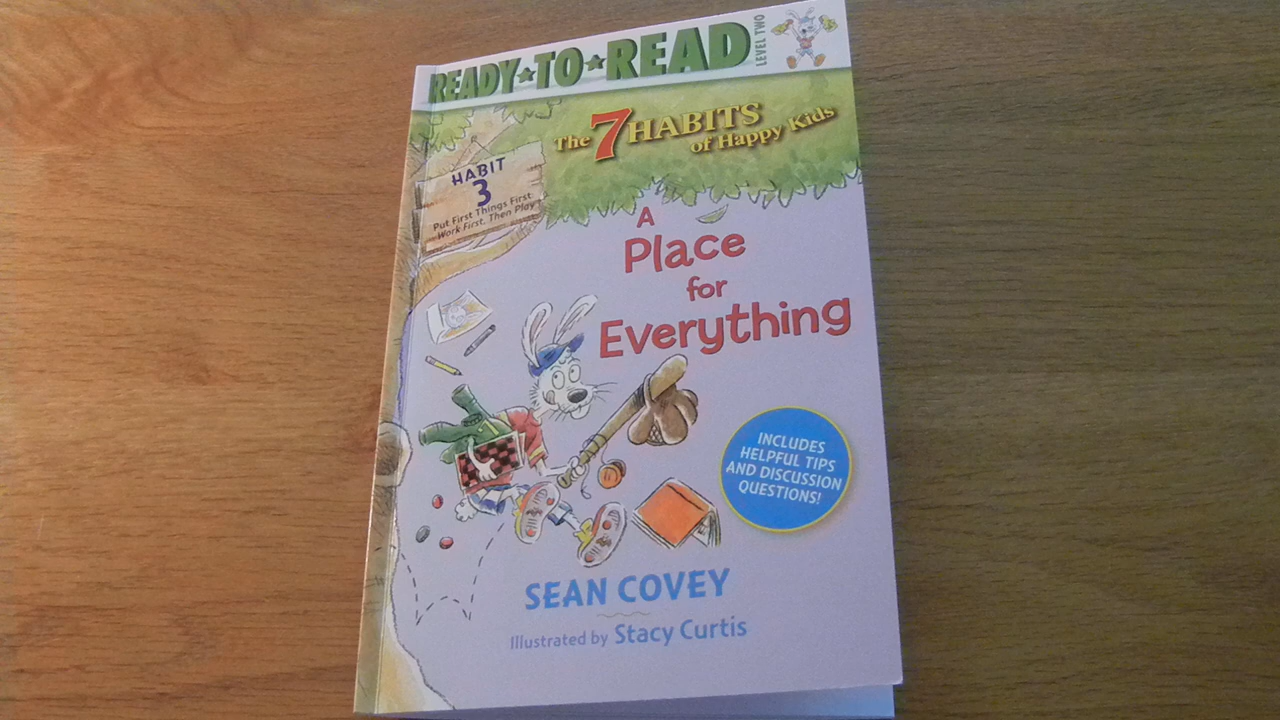 READY★TO★READ
LEVEL TWO
The 7 HABITS
of Happy Kids
HABIT
3
Put First Things First
Work First, Then Play
A
Place
for
Everything
INCLUDES
HELPFUL TIPS
AND DISCUSSION
QUESTIONS!
SEAN COVEY
Illustrated by Stacy Curtis